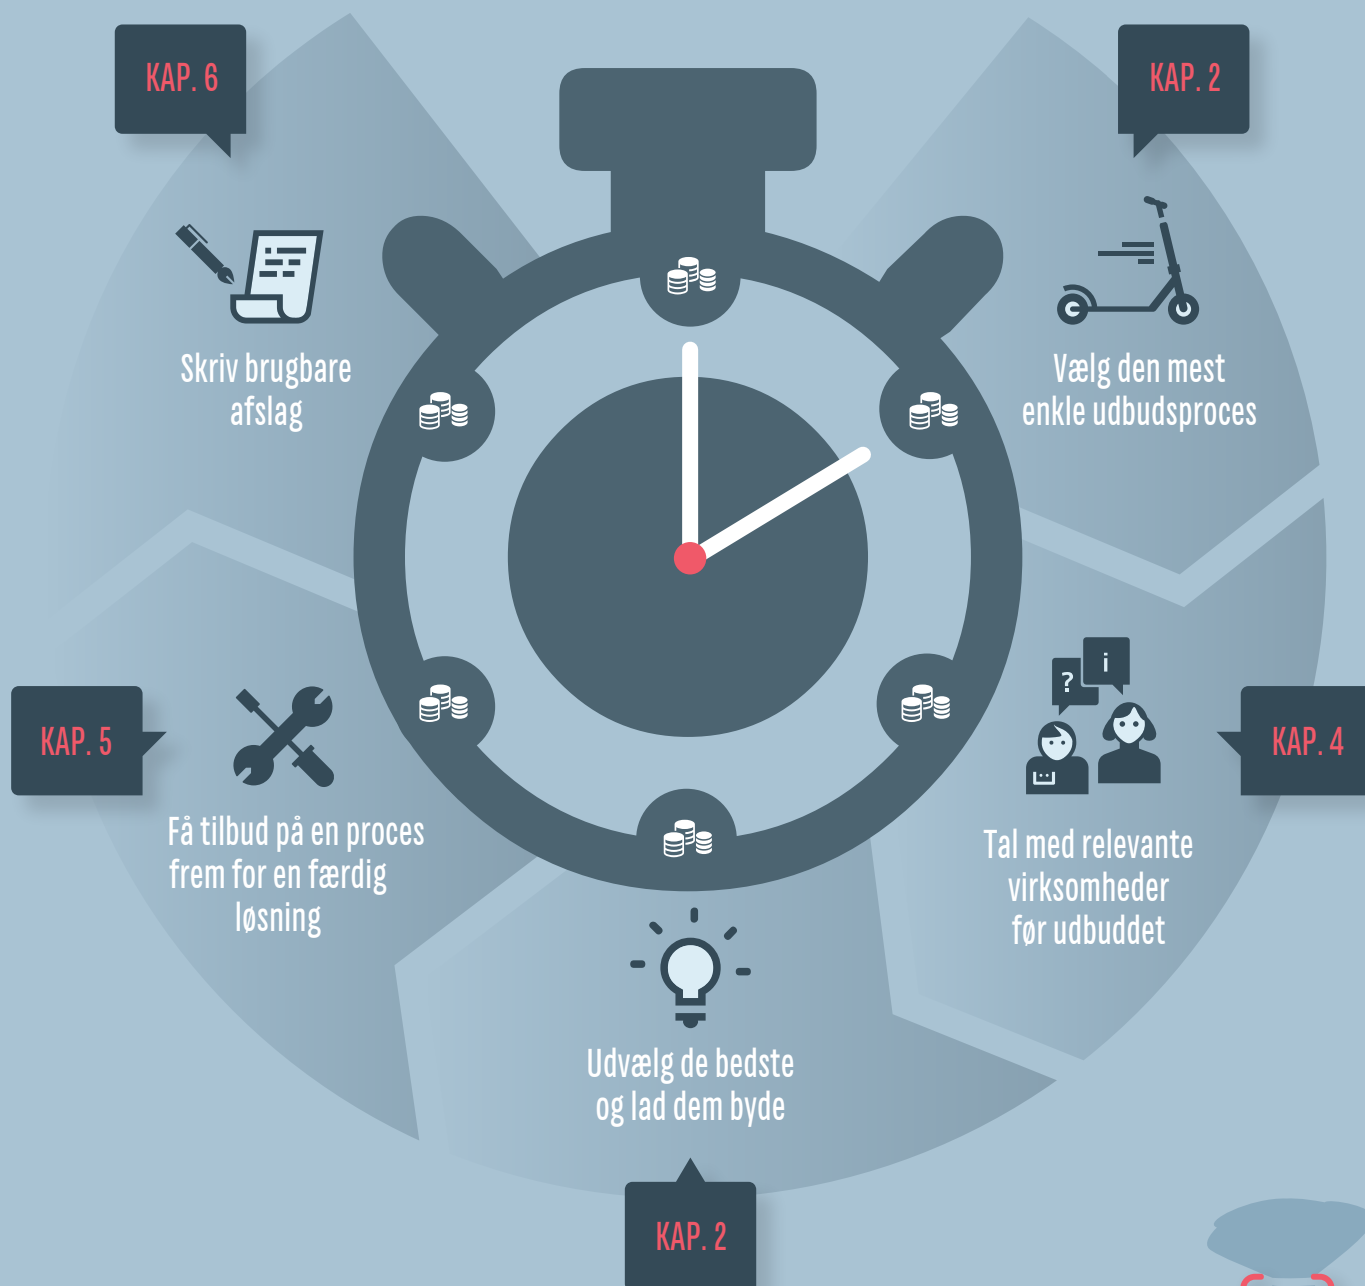 KAP. 6
KAP. 2
Skriv brugbare
afslag
Vælg den mest
enkle udbudsproces
?
i
KAP. 5
KAP. 4
Få tilbud på en proces
frem for en færdig
løsning
Tal med relevante
virksomheder
før udbuddet
Udvælg de bedste
og lad dem byde
KAP. 2